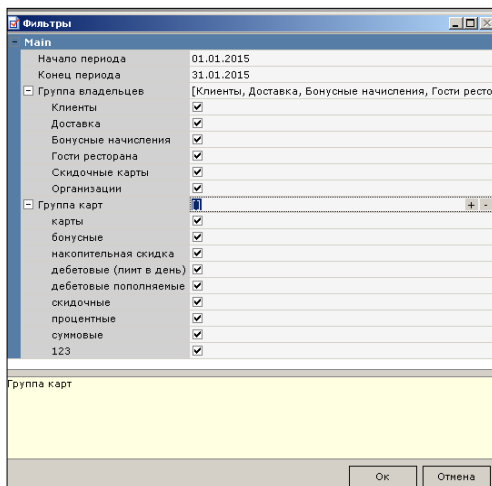 Фильтры
Main
Начало периода 01.01.2015
Конец периода 31.01.2015
Группа владельцев [Клиенты, Доставка, Бонусные начисления, Гости ресто
Клиенты
Доставка
Бонусные начисления
Гости ресторана
Скидочные карты
Организации
Группа карт [] + -
карты
бонусные
накопительная скидка
дебетовые (лимт в день)
дебетовые пополняемые
скидочные
процентные
суммовые
123
Группа карт
Ок Отмена